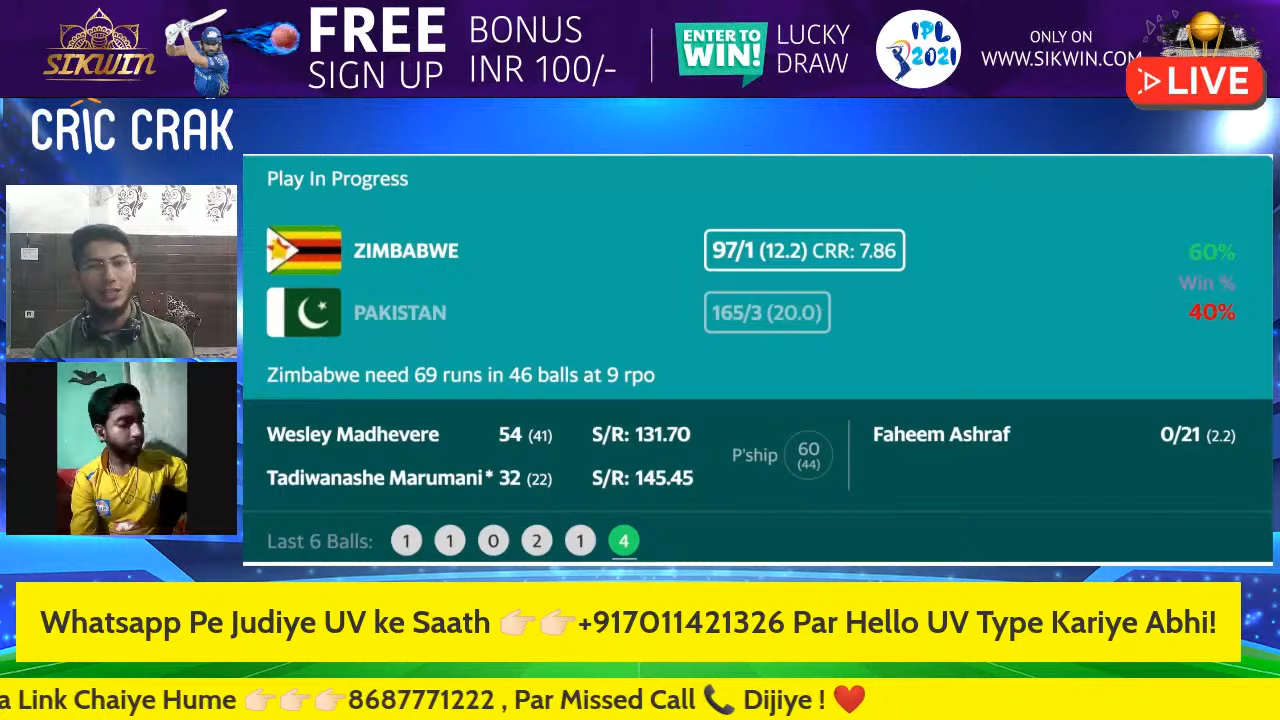 SIKWIN
FREE
SIGN UP
BONUS
INR 100/-
ENTER TO
WIN!
LUCKY
DRAW
IPL
2021
ONLY ON
WWW.SIKWIN.COM
LIVE
CRIC CRAK
Play In Progress
ZIMBABWE 97/1 (12.2) CRR: 7.86 60%
Win %
PAKISTAN 165/3 (20.0) 40%
Zimbabwe need 69 runs in 46 balls at 9 rpo
Wesley Madhevere 54 (41) S/R: 131.70
Tadiwanashe Marumani* 32 (22) S/R: 145.45
P'ship 60
(44)
Faheem Ashraf 0/21 (2.2)
Last 6 Balls: 1 1 0 2 1 4
Whatsapp Pe Judiye UV ke Saath 👉🏻👉🏻+917011421326 Par Hello UV Type Kariye Abhi!
a Link Chaiye Hume 👉🏻👉🏻👉🏻8687771222 , Par Missed Call 📞 Dijiye ! ❤️